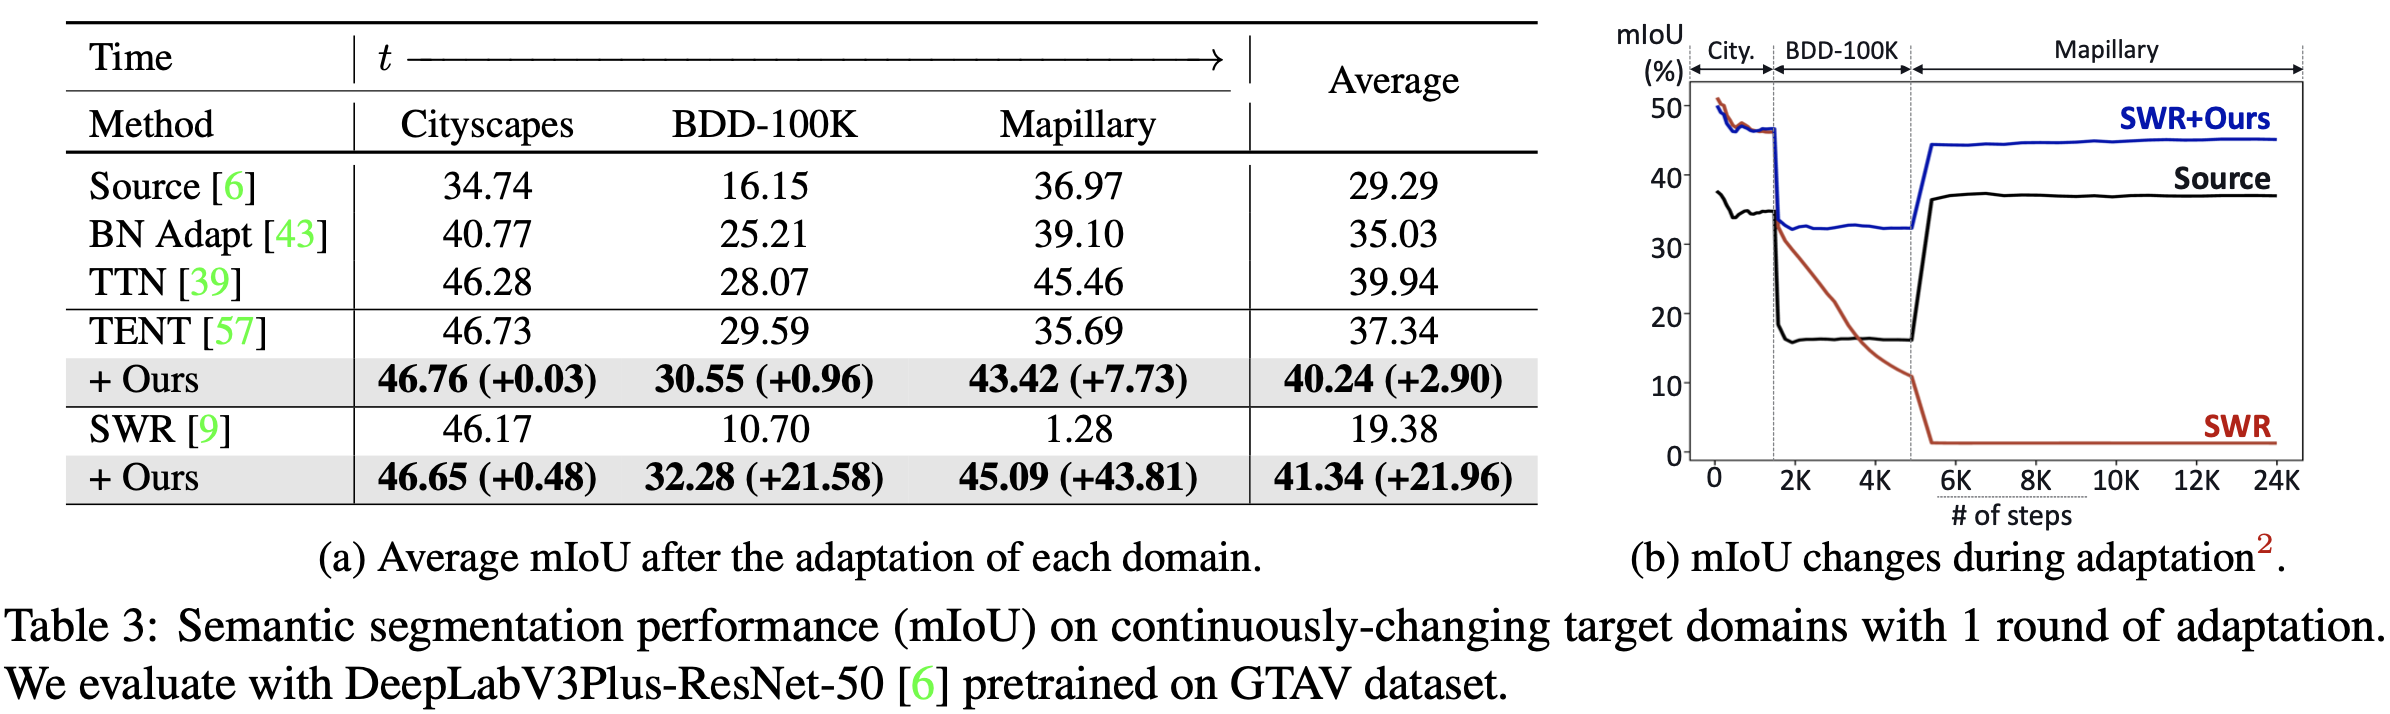 Time t Average
Method Cityscapes BDD-100K Mapillary
Source [6] 34.74 16.15 36.97 29.29
BN Adapt [43] 40.77 25.21 39.10 35.03
TTN [39] 46.28 28.07 45.46 39.94
TENT [57] 46.73 29.59 35.69 37.34
+ Ours 46.76 (+0.03) 30.55 (+0.96) 43.42 (+7.73) 40.24 (+2.90)
SWR [9] 46.17 10.70 1.28 19.38
+ Ours 46.65 (+0.48) 32.28 (+21.58) 45.09 (+43.81) 41.34 (+21.96)
(a) Average mIoU after the adaptation of each domain.
mIoU
(%)
City. BDD-100K Mapillary
50
40
30
20
10
0
SWR+Ours
Source
SWR
0 2K 4K 6K 8K 10K 12K 24K
# of steps
(b) mIoU changes during adaptation2.
Table 3: Semantic segmentation performance (mIoU) on continuously-changing target domains with 1 round of adaptation.
We evaluate with DeepLabV3Plus-ResNet-50 [6] pretrained on GTAV dataset.